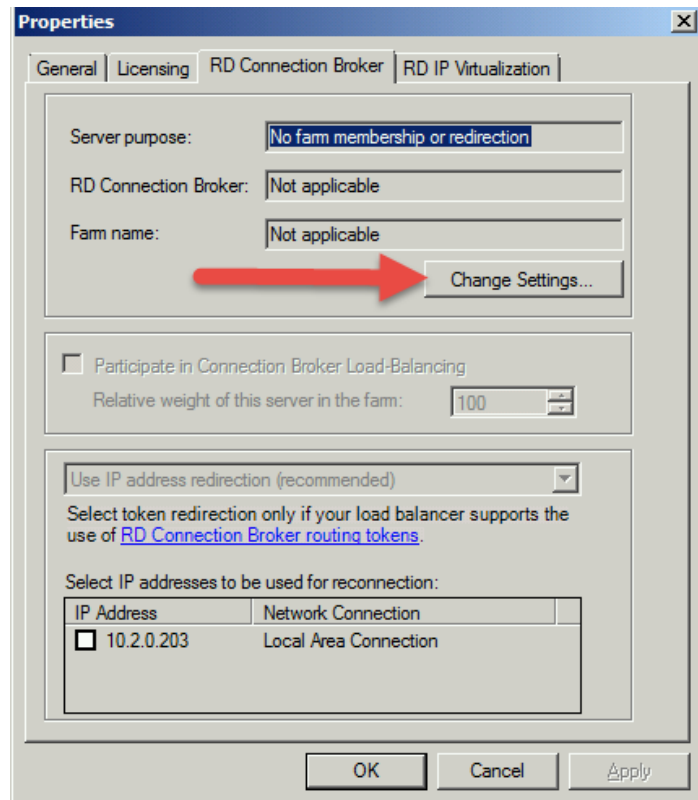 Properties
General
Licensing
RD Connection Broker
RD IP Virtualization
Server purpose:
No farm membership or redirection
RD Connection Broker:
Not applicable
Farm name:
Not applicable
Change Settings...
Participate in Connection Broker Load-Balancing
Relative weight of this server in the farm:
100
Use IP address redirection (recommended)
Select token redirection only if your load balancer supports the
use of RD Connection Broker routing tokens.
Select IP addresses to be used for reconnection:
IP Address
Network Connection
10.2.0.203
Local Area Connection
OK
Cancel
Apply